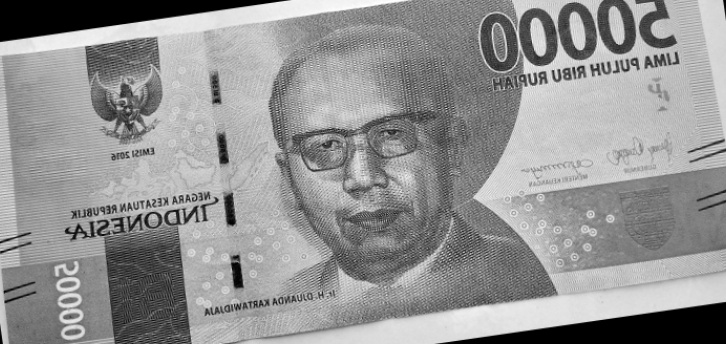 50000
LIMA PULUH RIBU RUPIAH
EMISI 2016
GUBERNUR
MENTERI KEUANGAN
NEGARA KESATUAN REPUBLIK
INDONESIA
50000
Ir. H. DJUANDA KARTAWIDJAJA